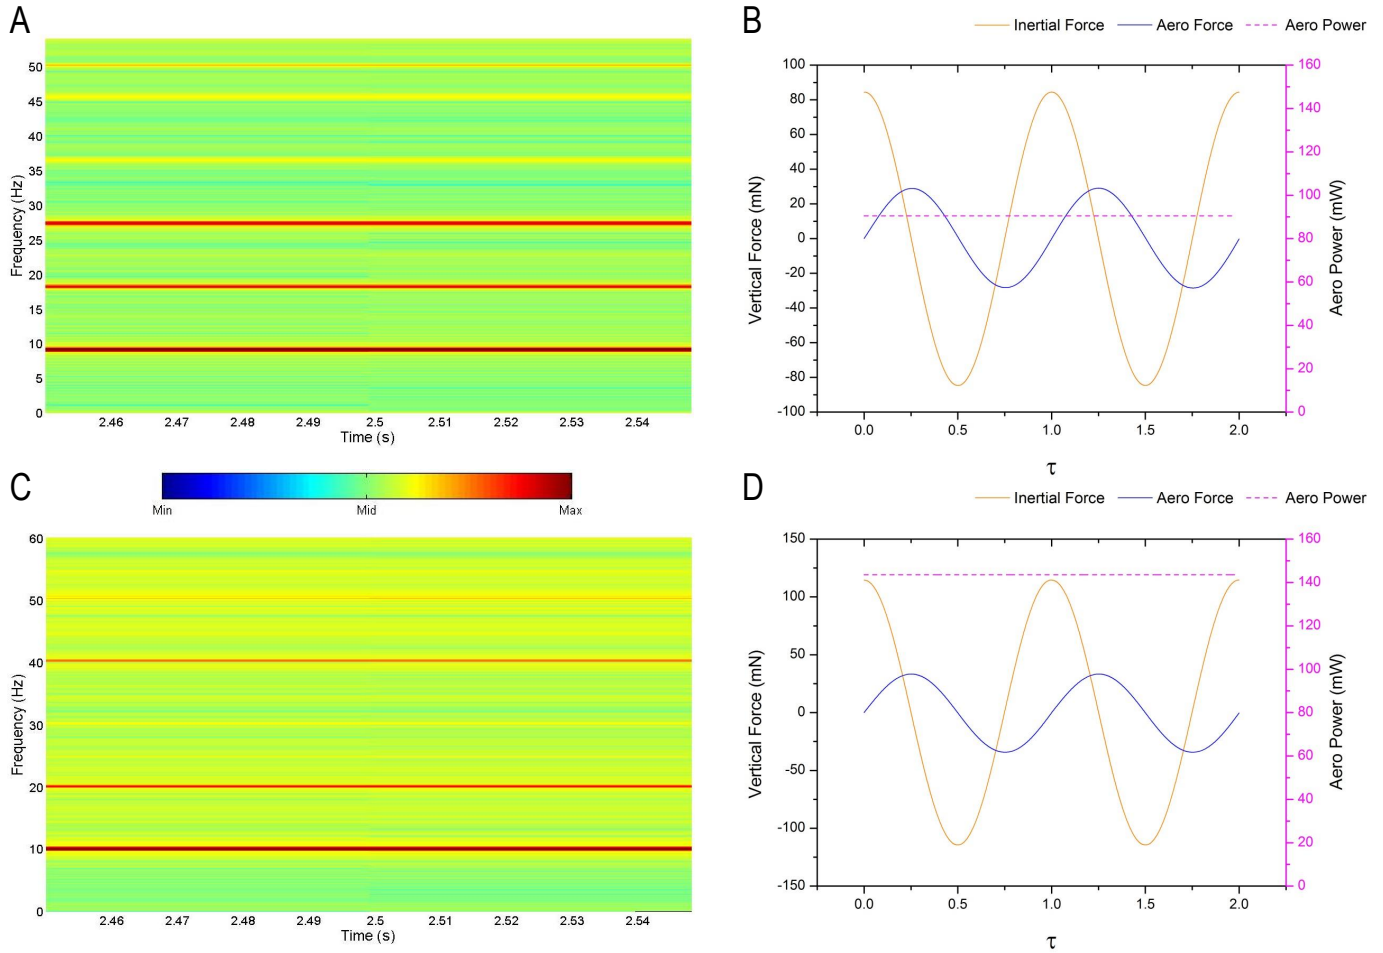 A
50
45
40
35
30
25
20
15
10
5
0
Frequency (Hz)
2.46 2.47 2.48 2.49 2.5 2.51 2.52 2.53 2.54
Time (s)
B
Inertial Force Aero Force Aero Power
100
80
60
40
20
0
-20
-40
-60
-80
-100
Vertical Force (mN)
160
140
120
100
80
60
40
20
0
Aero Power (mW)
0.0 0.5 1.0 1.5 2.0
τ
C
Min Mid Max
60
50
40
30
20
10
0
Frequency (Hz)
2.46 2.47 2.48 2.49 2.5 2.51 2.52 2.53 2.54
Time (s)
D
Inertial Force Aero Force Aero Power
150
100
50
0
-50
-100
-150
Vertical Force (mN)
160
140
120
100
80
60
40
20
0
Aero Power (mW)
0.0 0.5 1.0 1.5 2.0
τ